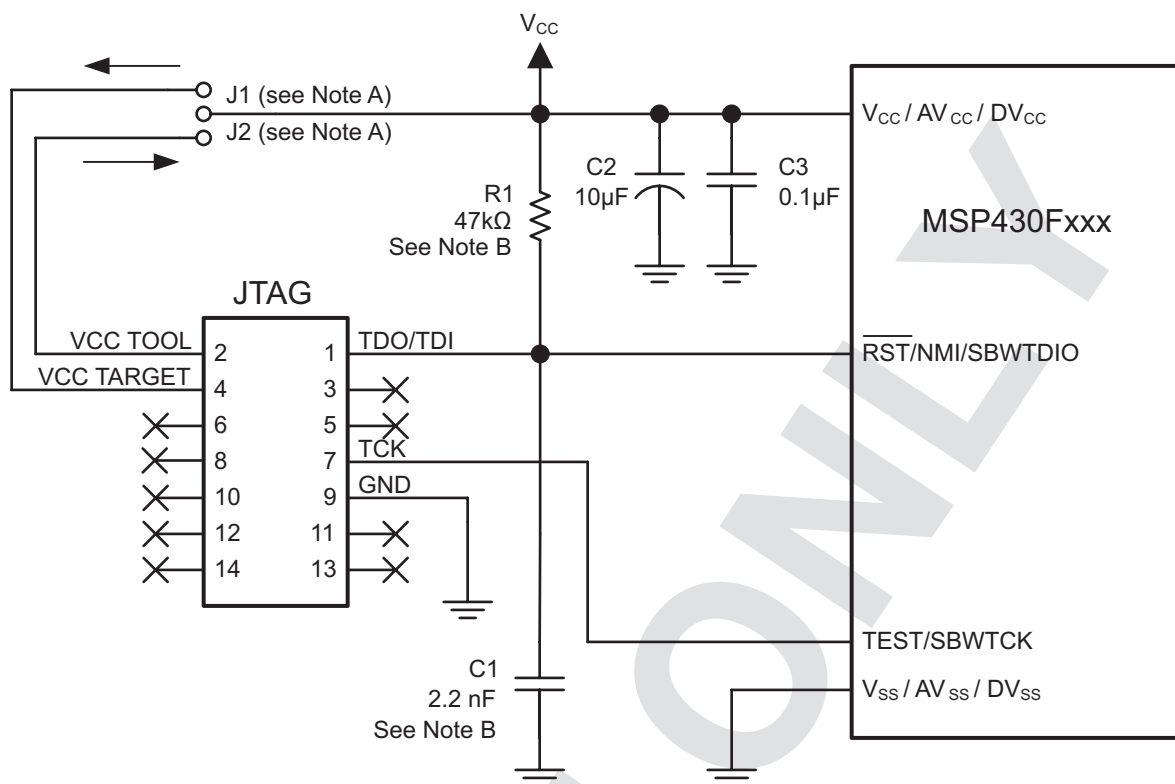 VCC
J1 (see Note A)
J2 (see Note A)
VCC / AVCC / DVCC
C2
10µF
C3
0.1µF
R1
47kΩ
See Note B
MSP430Fxxx
JTAG
VCC TOOL
2
1
TDO/TDI
RST/NMI/SBWTDIO
VCC TARGET
4
3
6
5
8
7
TCK
10
9
GND
12
11
14
13
TEST/SBWTCK
C1
2.2 nF
See Note B
VSS / AVSS / DVSS
ONLY